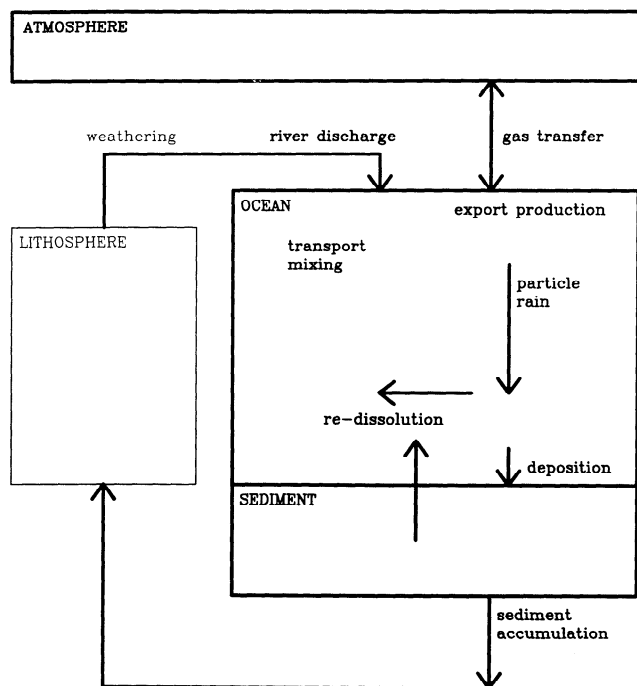 ATMOSPHERE
weathering
river discharge
gas transfer
OCEAN
export production
LITHOSPHERE
transport
mixing
particle
rain
re-dissolution
deposition
SEDIMENT
sediment
accumulation